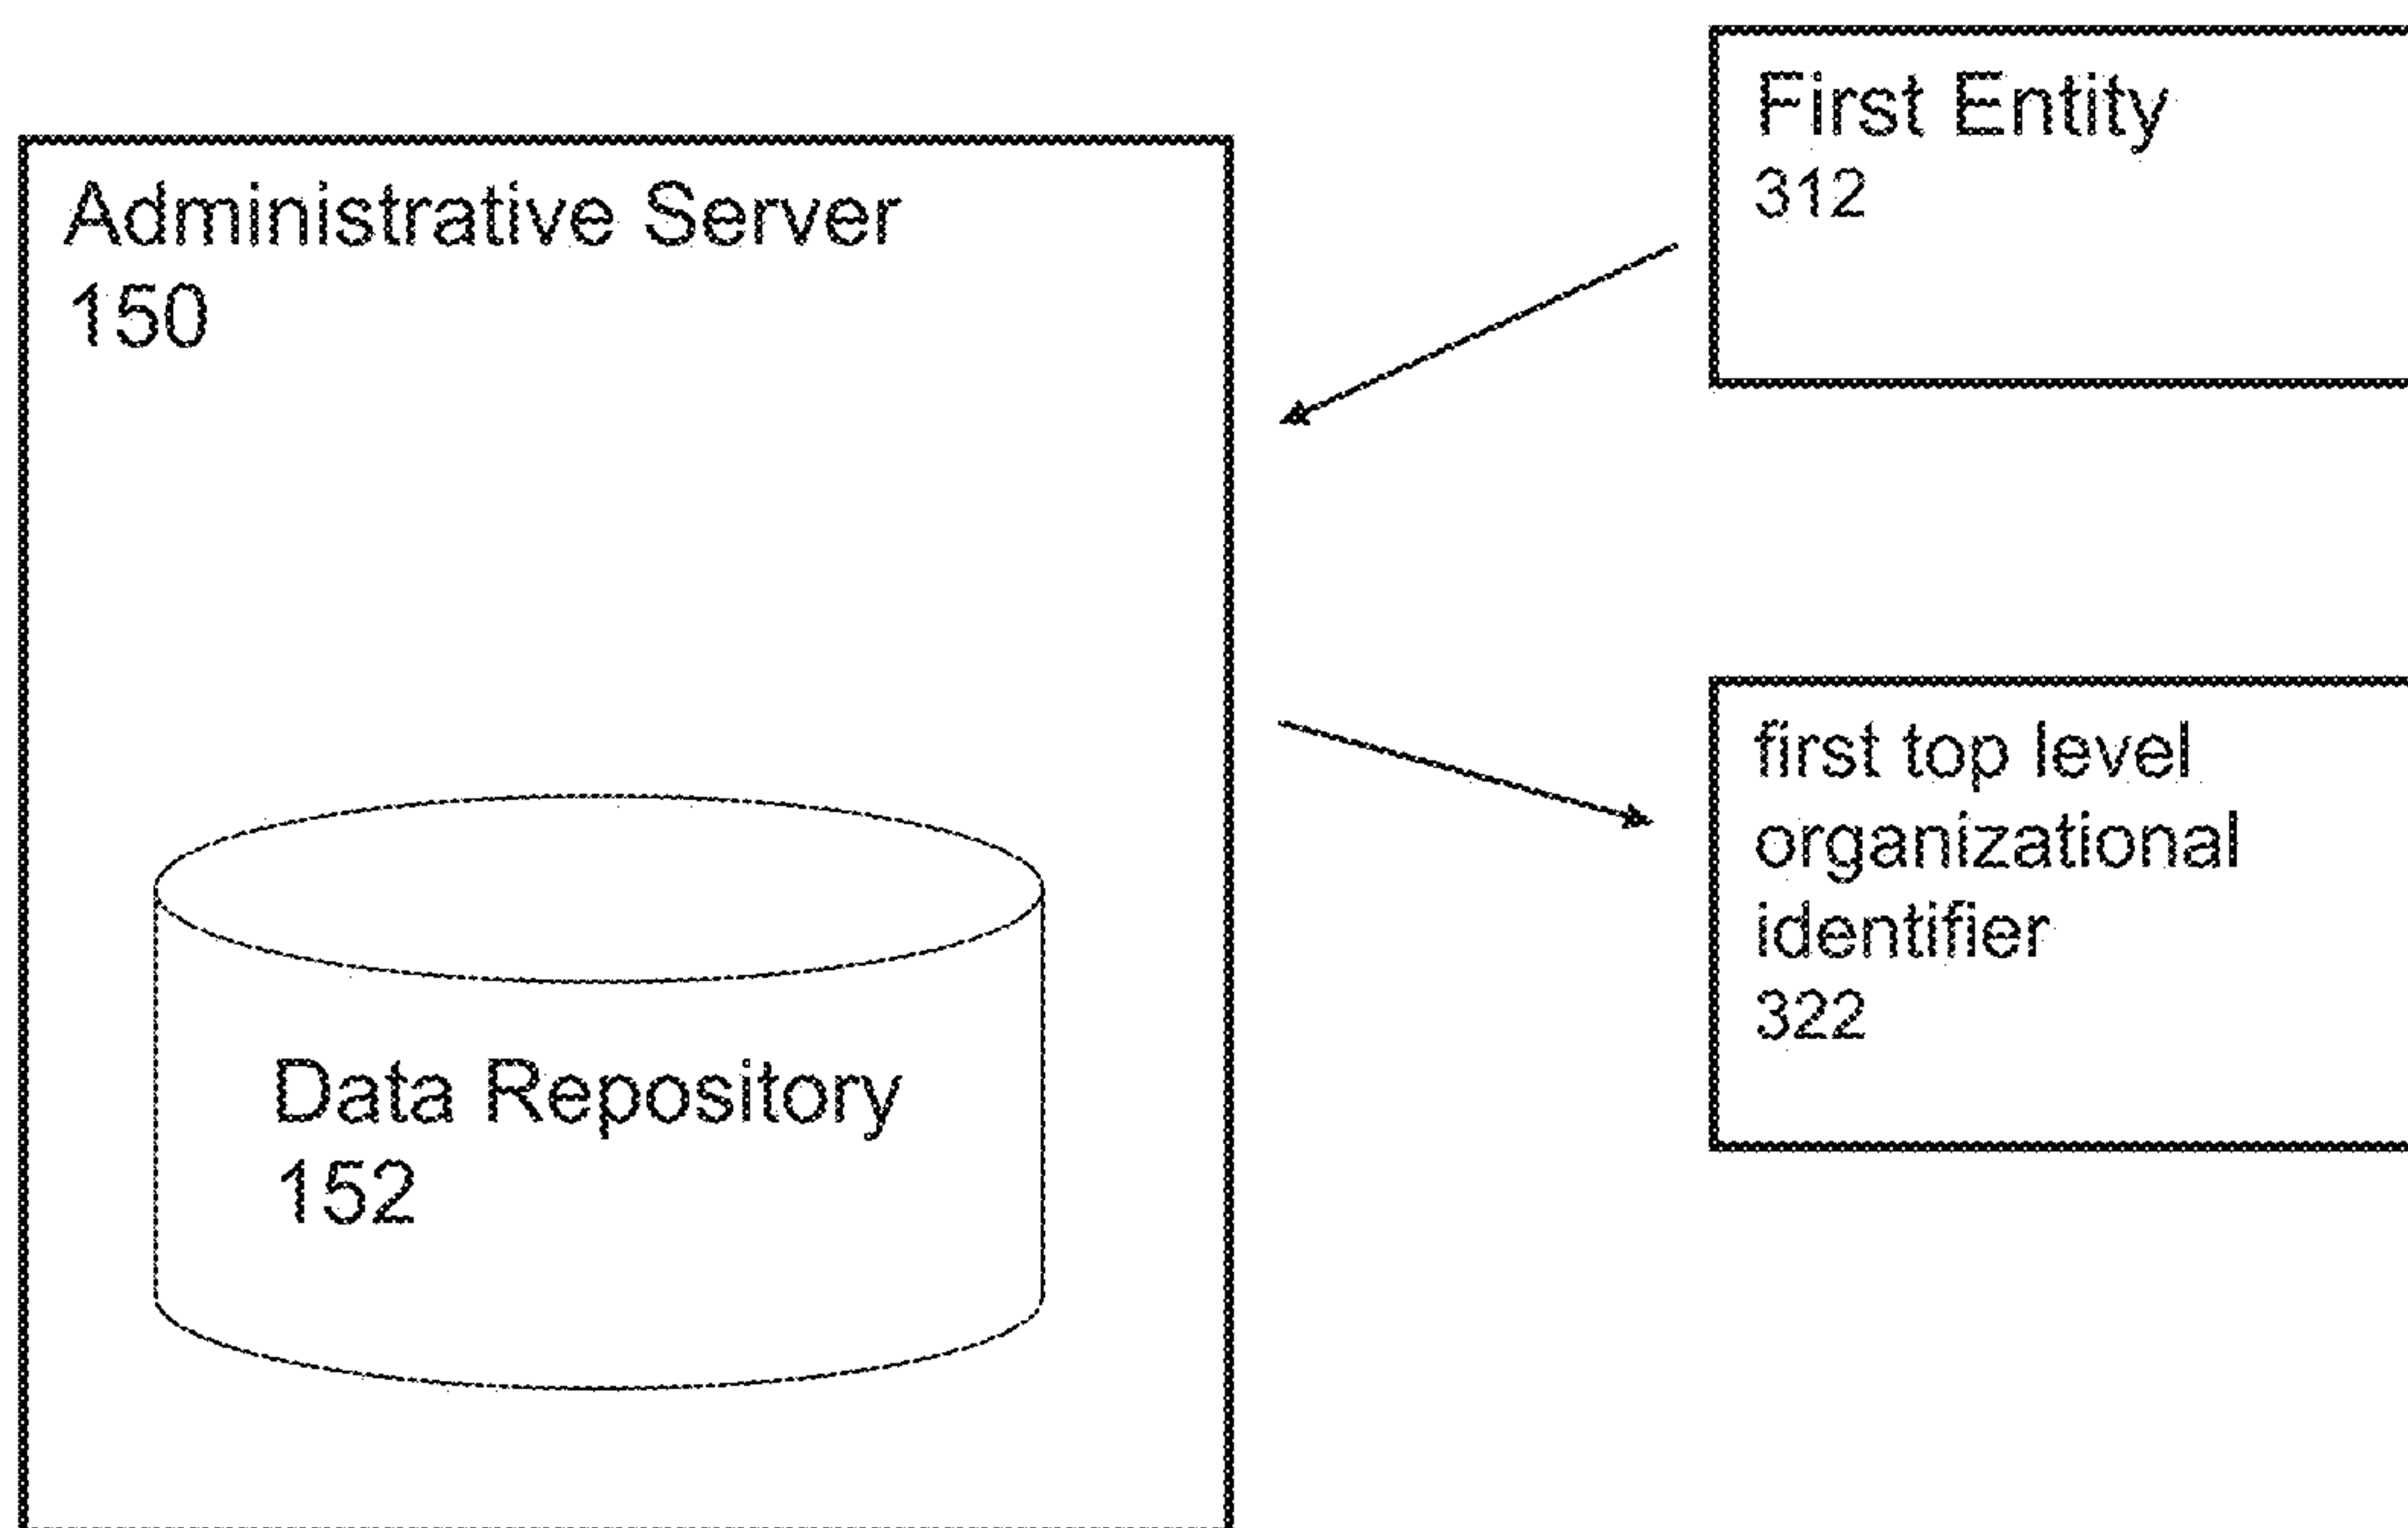 Administrative Server
150
Data Repository
152
First Entity
312
first top level
organizational
identifier
322